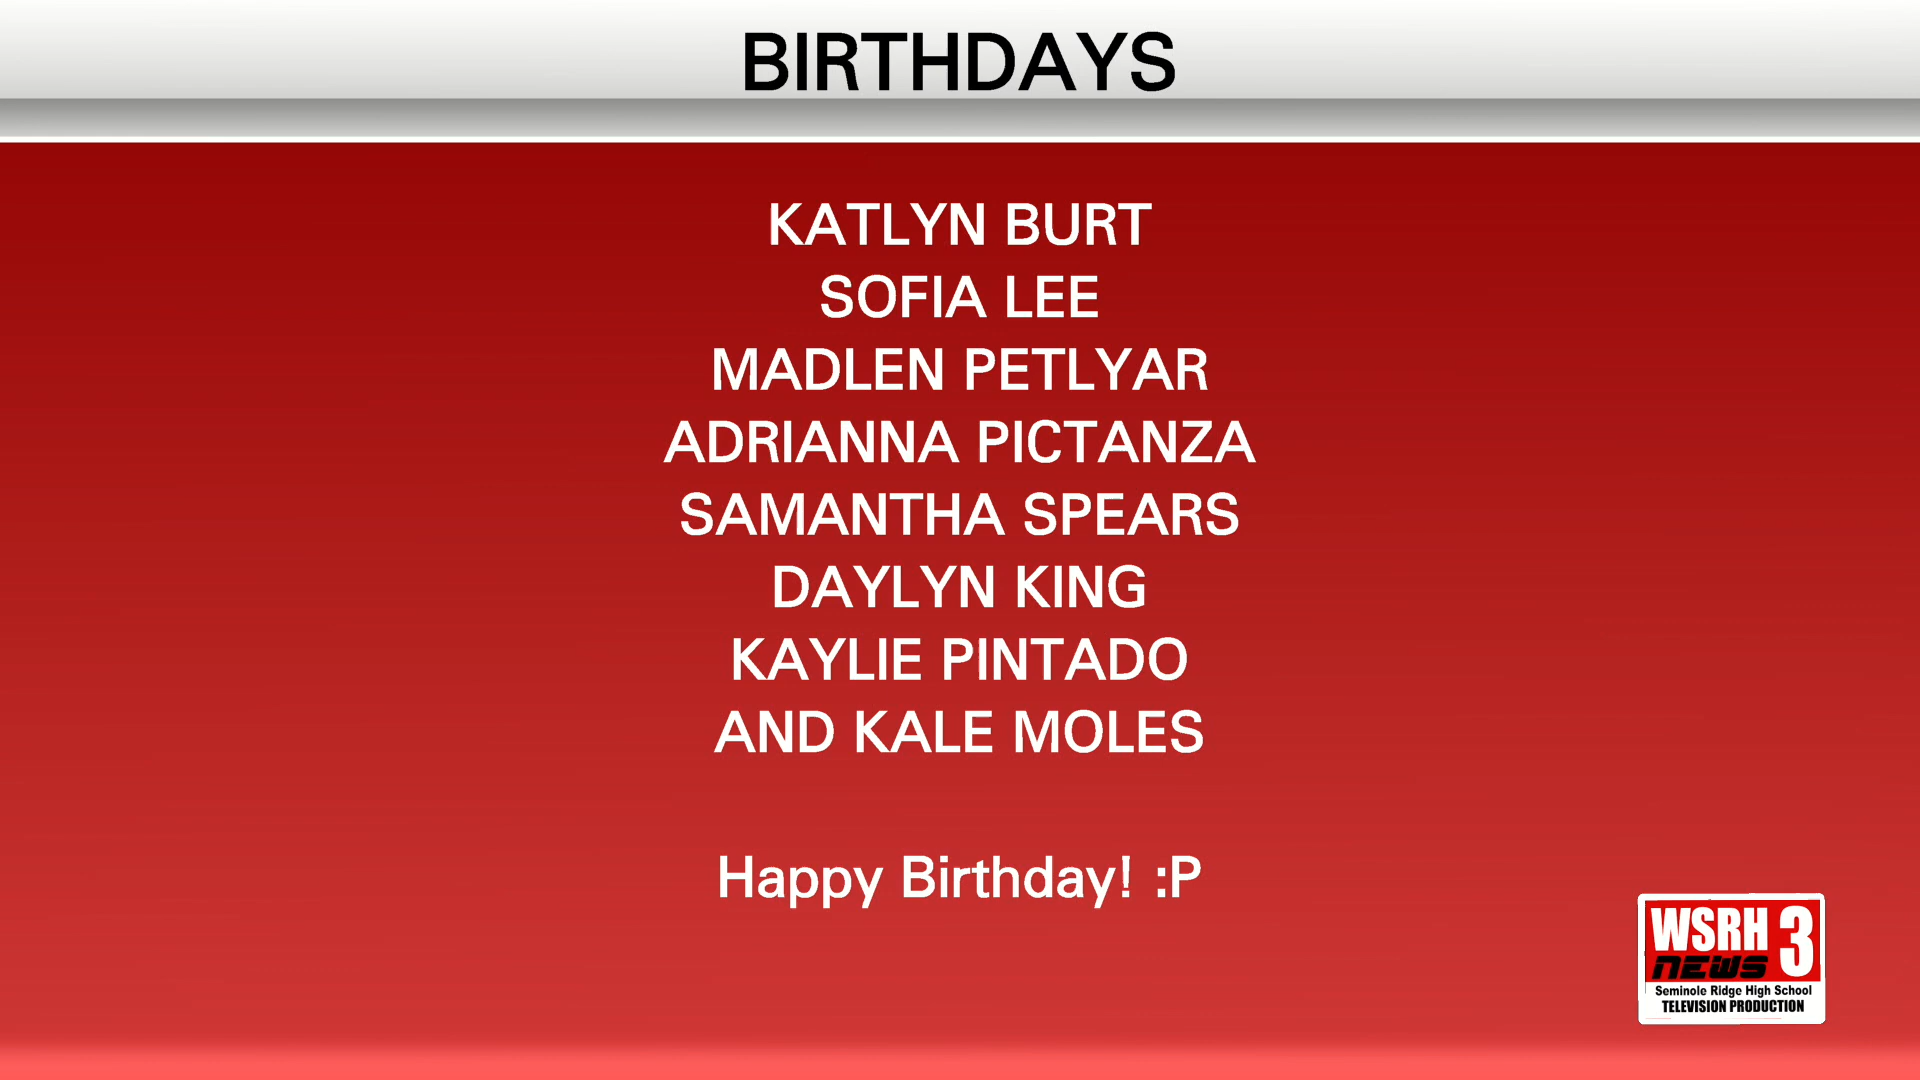 BIRTHDAYS
KATLYN BURT
SOFIA LEE
MADLEN PETLYAR
ADRIANNA PICTANZA
SAMANTHA SPEARS
DAYLYN KING
KAYLIE PINTADO
AND KALE MOLES
Happy Birthday! :P
WSRH 3
NEWS
Seminole Ridge High School
TELEVISION PRODUCTION